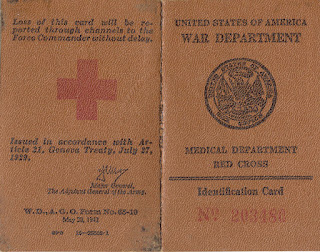 Loss of this card will be re-
ported through channels to the
Force Commander without delay.
Issued in accordance with Ar-
ticle 21, Geneva Treaty, July 27,
1929.
Major General,
The Adjutant General of the Army.
W. D., A. G. O. Form No. 65-10
May 20,
UNITED STATES OF AMERICA
WAR DEPARTMENT
MEDICAL DEPARTMENT
RED CROSS
Identification Card
No 203480